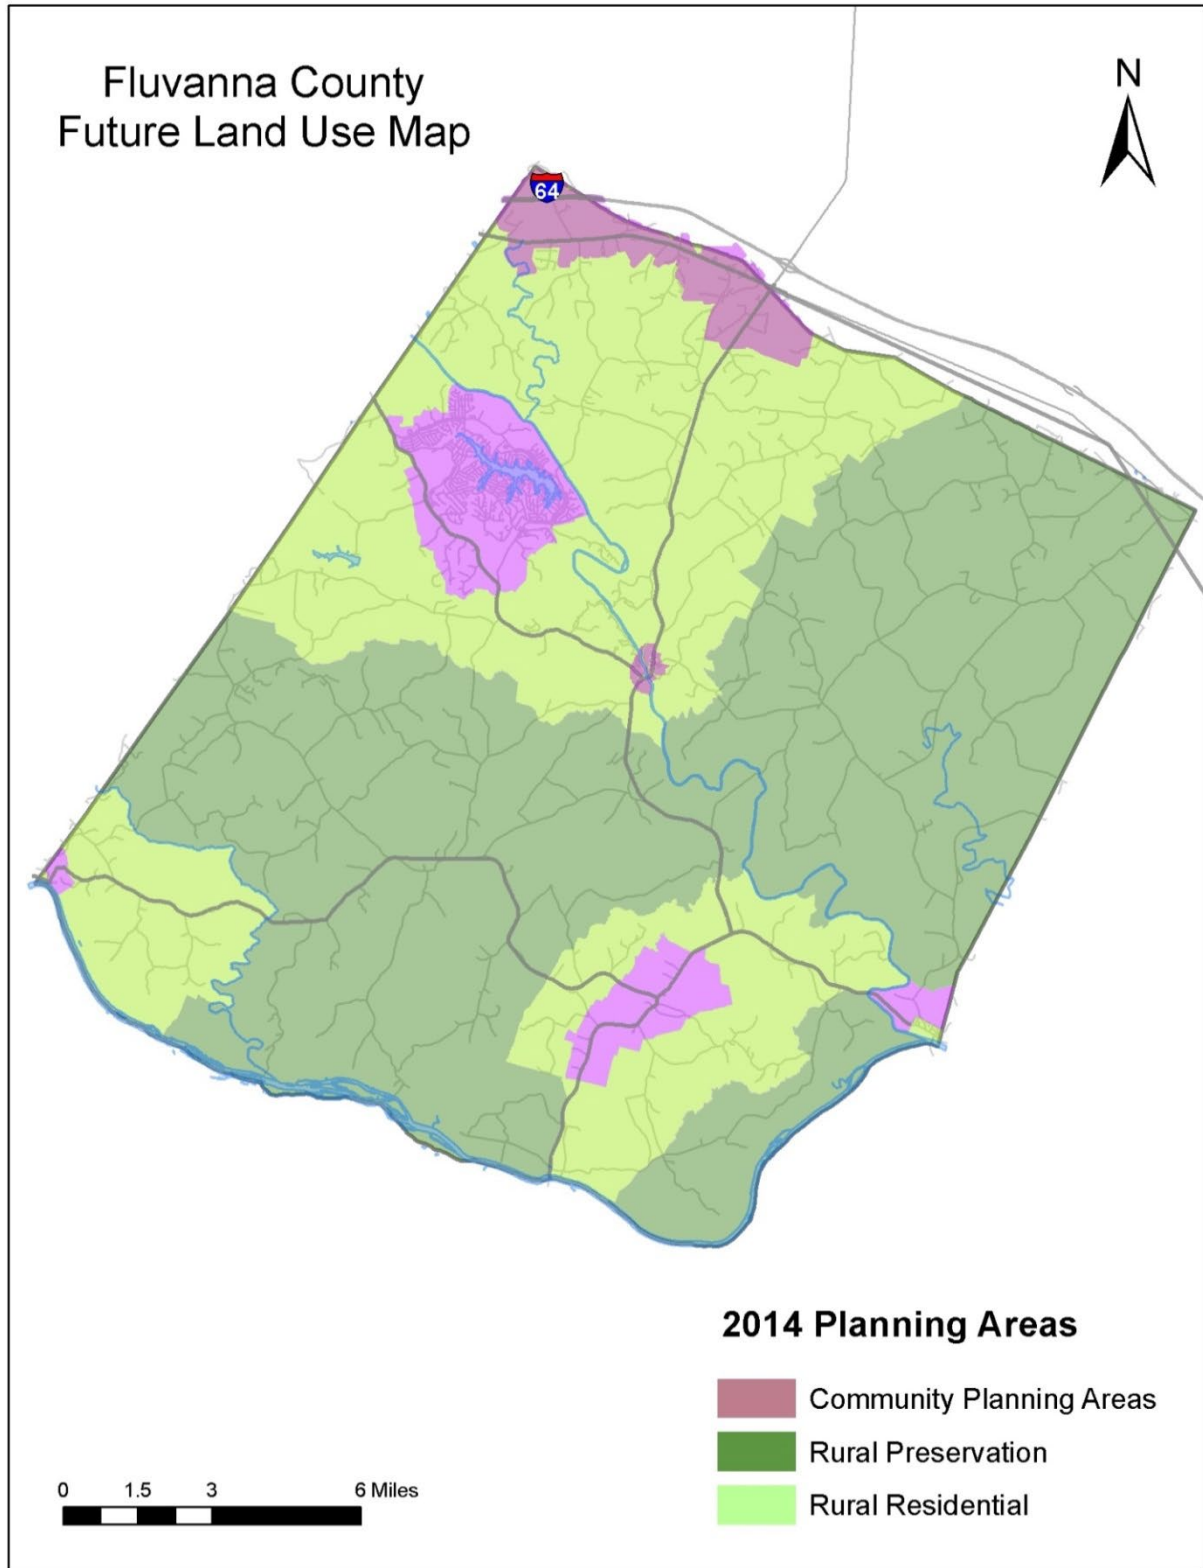 Fluvanna County
Future Land Use Map
N
64
2014 Planning Areas
Community Planning Areas
Rural Preservation
Rural Residential
0 1.5 3 6 Miles